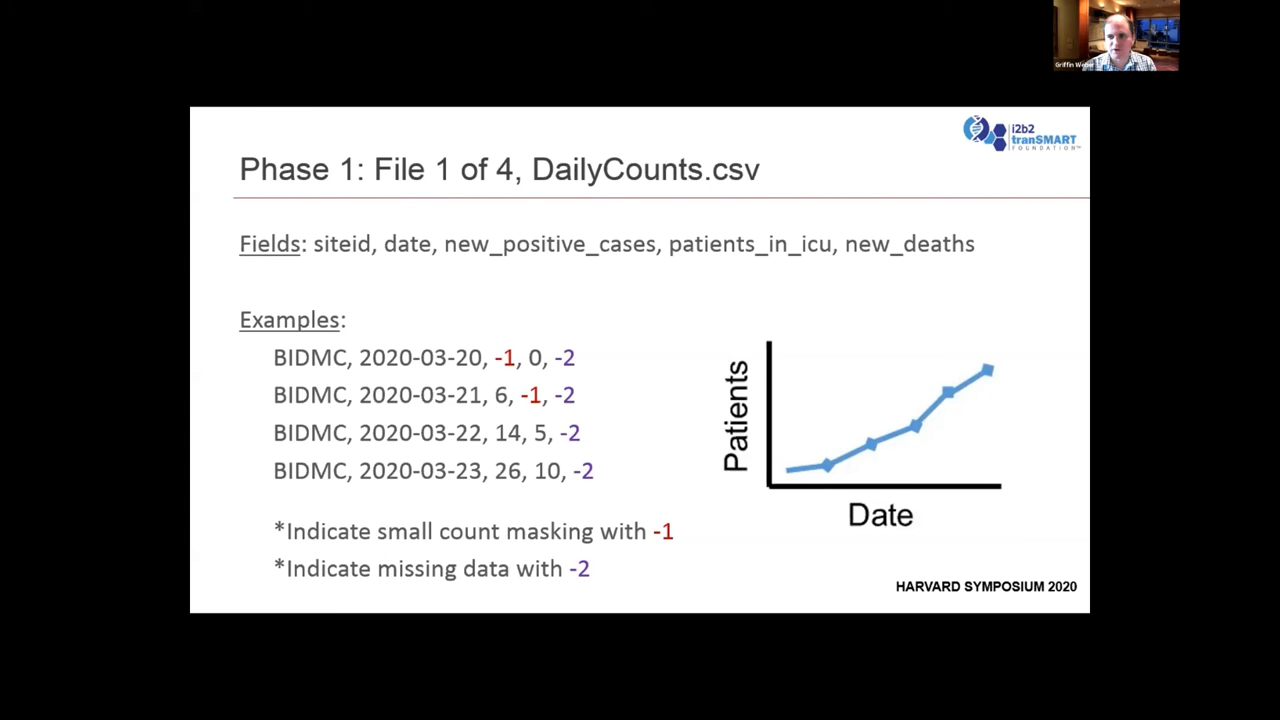 Griffin Weber
i2b2
tranSMART
FOUNDATION
Phase 1: File 1 of 4, DailyCounts.csv
Fields: siteid, date, new_positive_cases, patients_in_icu, new_deaths
Examples:
BIDMC, 2020-03-20, -1, 0, -2
BIDMC, 2020-03-21, 6, -1, -2
BIDMC, 2020-03-22, 14, 5, -2
BIDMC, 2020-03-23, 26, 10, -2
*Indicate small count masking with -1
*Indicate missing data with -2
Patients
Date
HARVARD SYMPOSIUM 2020